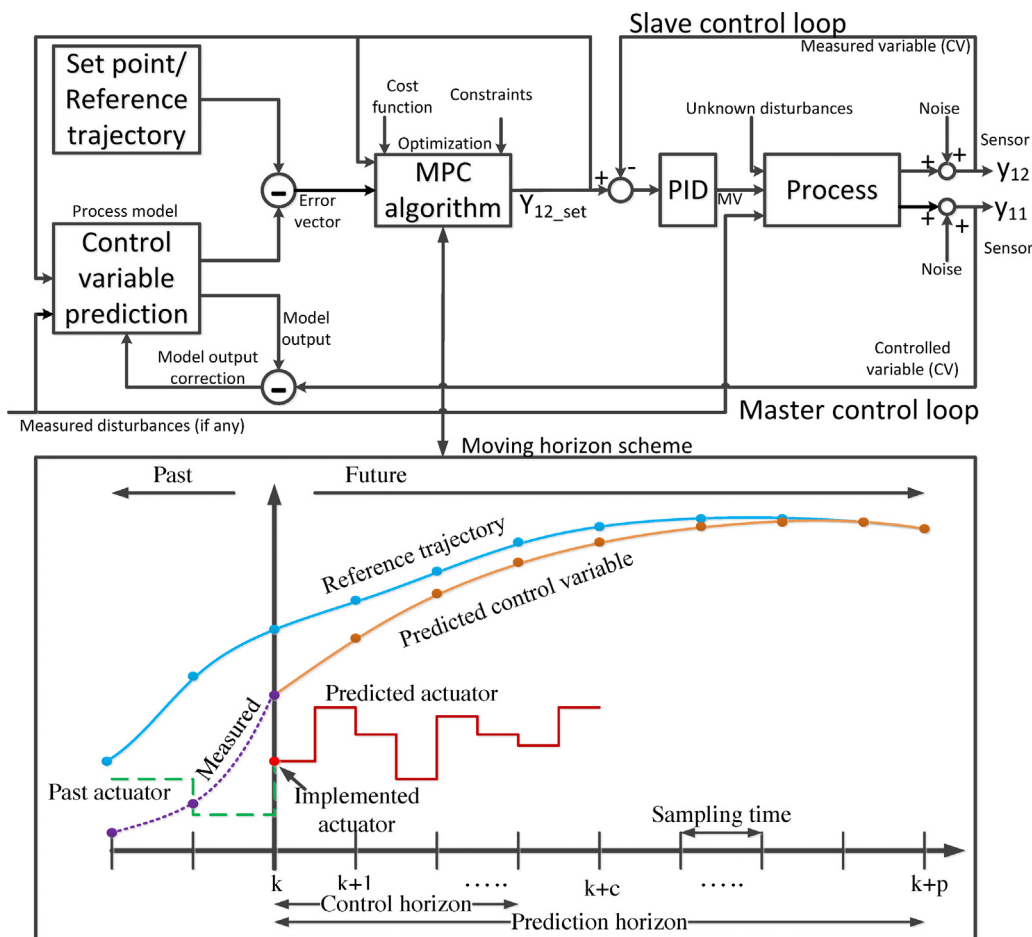 Slave control loop
Measured variable (CV)
Set point/
Reference
trajectory
Cost
function
Constraints
Optimization
MPC
algorithm
Y12_set
+
-
PID
MV
Unknown disturbances
Process
Noise
+
+
Sensor
y12
+
+
y11
Sensor
Noise
-
Error
vector
Process model
Control
variable
prediction
Model
output
Model output
correction
-
Controlled
variable (CV)
Measured disturbances (if any)
Master control loop
Moving horizon scheme
Past
Future
Reference trajectory
Predicted control variable
Predicted actuator
Measured
Past actuator
Implemented
actuator
Sampling time
k
k+1
.....
k+c
.....
k+p
Control horizon
Prediction horizon